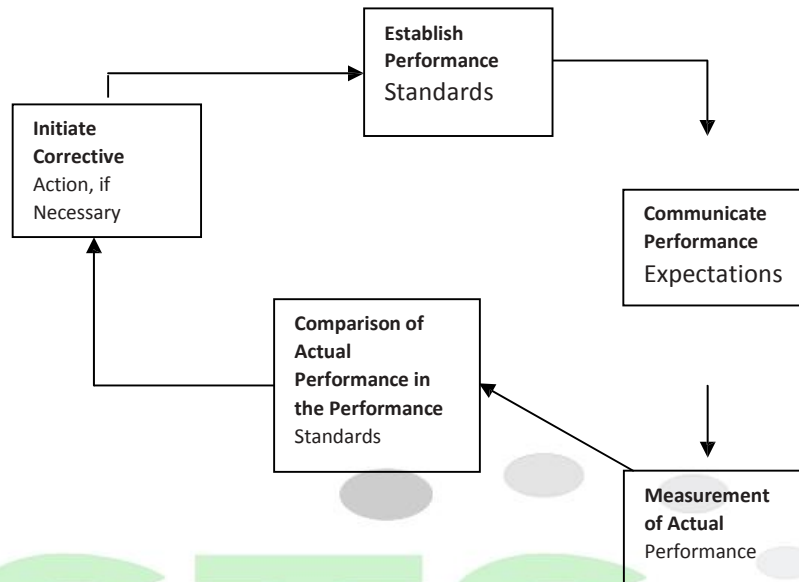 Establish
Performance
Standards
Initiate
Corrective
Action, if
Necessary
Communicate
Performance
Expectations
Comparison of
Actual
Performance in
the Performance
Standards
Measurement
of Actual
Performance